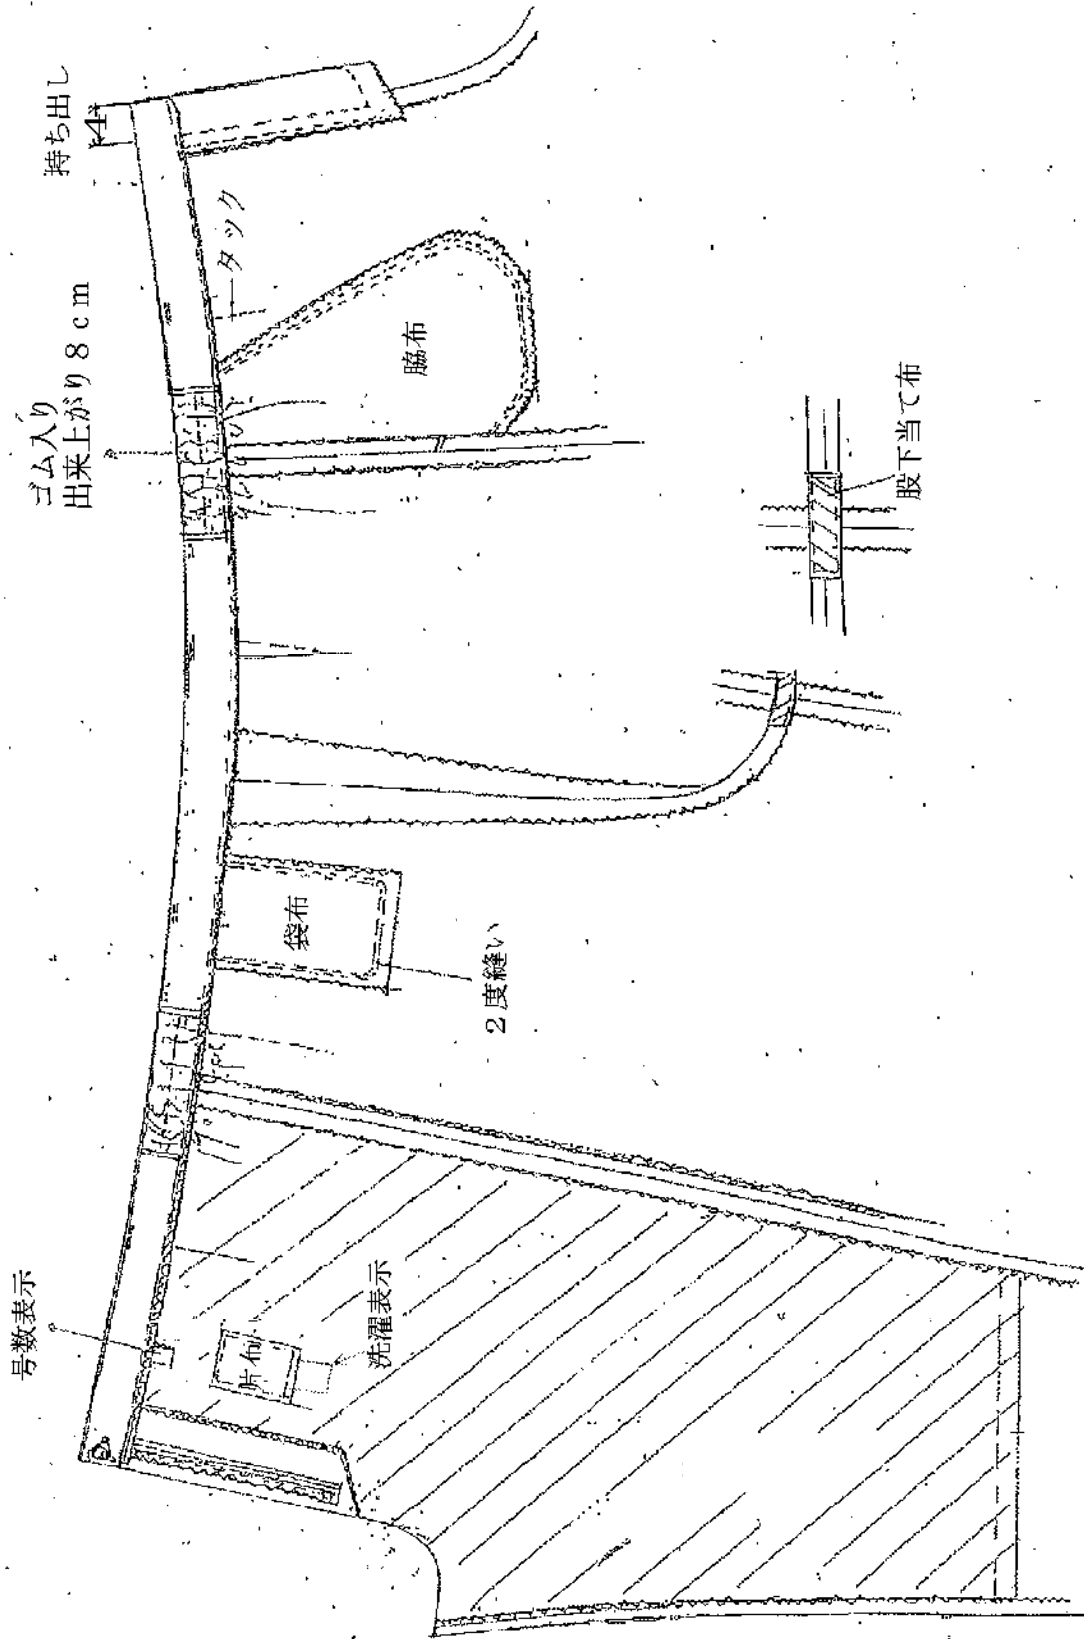 号数表示
ゴム入り
出来上がり8cm
持ち出し
4
タック
脇布
袋布
2度縫い
片布
洗濯表示
股下当て布